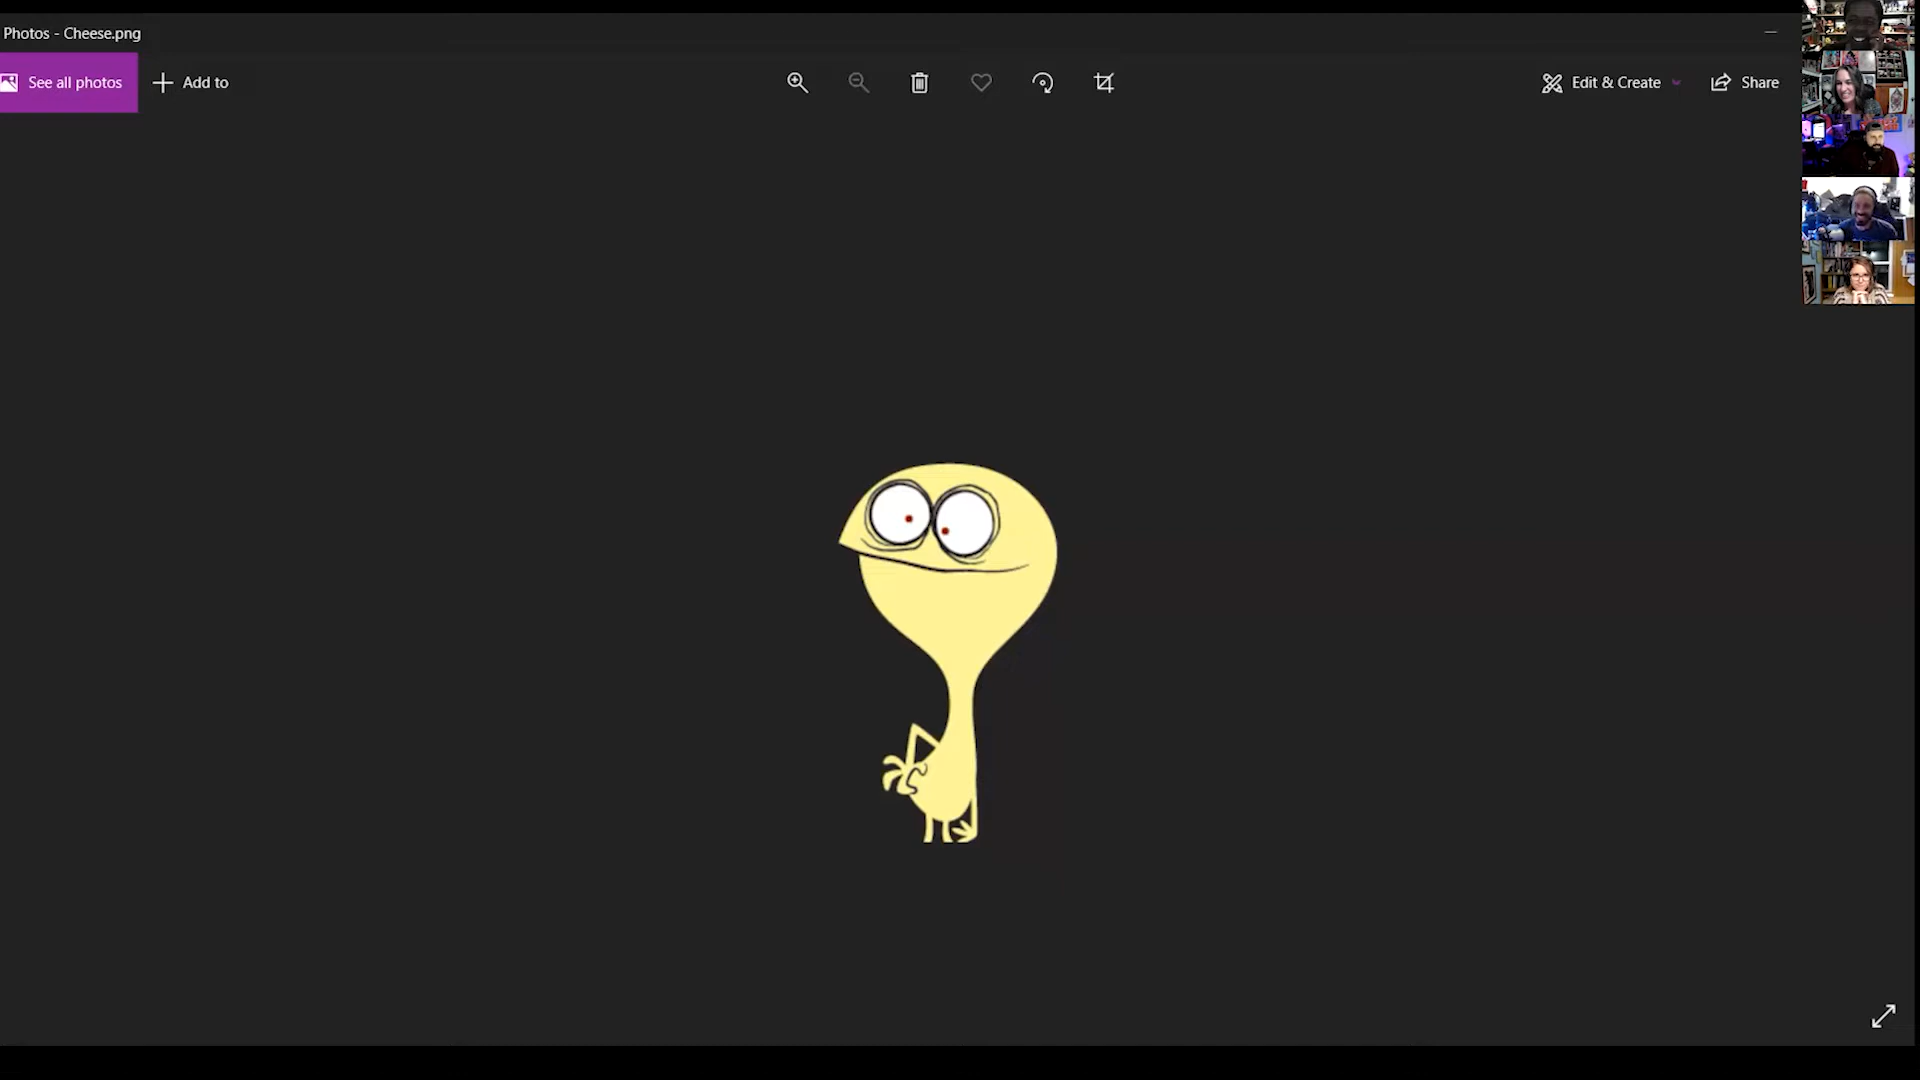 Photos - Cheese.png
See all photos
Add to
Edit & Create
Share